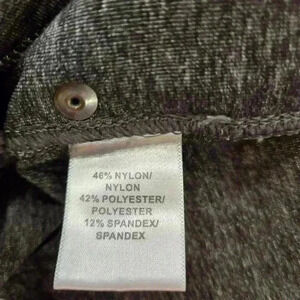 46% NYLON/
NYLON
42% POLYESTER/
POLYESTER
12% SPANDEX/
SPANDEX